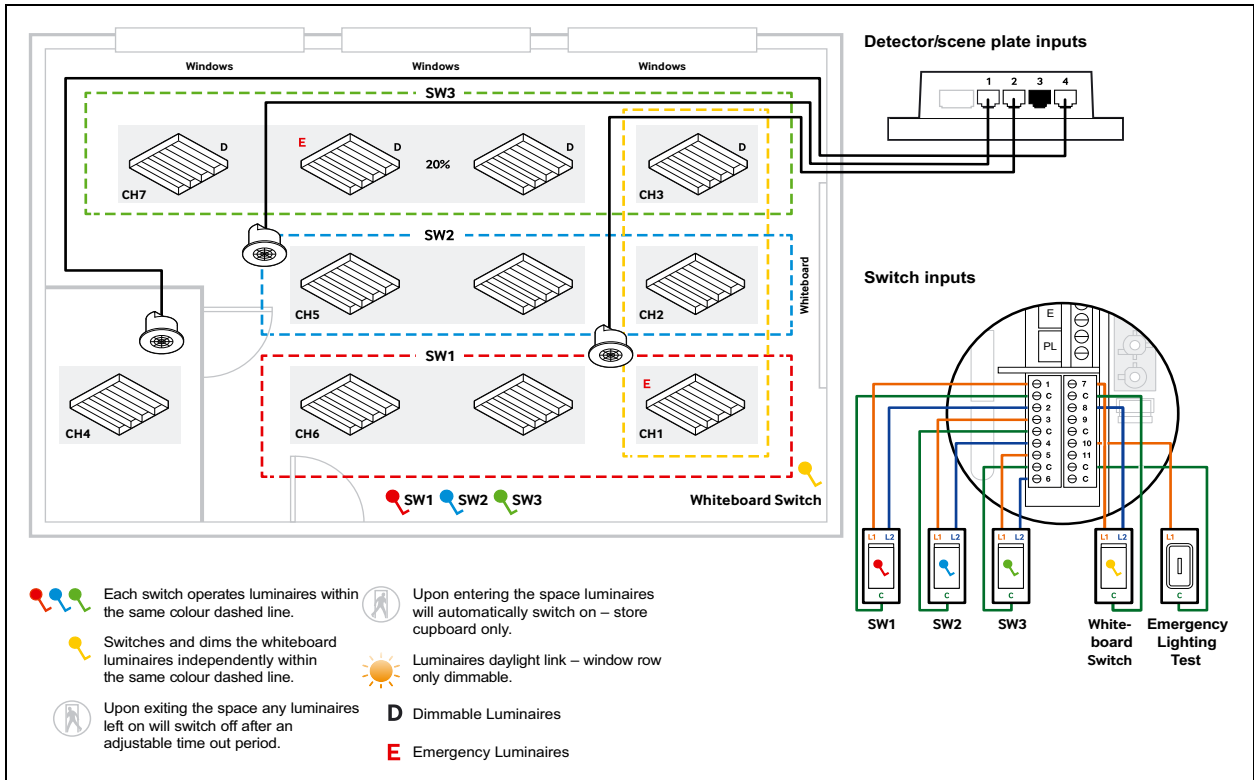 Windows
Windows
Windows
SW3
D
E
D
20%
D
D
CH7
CH3
SW2
CH5
CH2
Whiteboard
SW1
E
CH4
CH6
CH1
SW1
SW2
SW3
Whiteboard Switch
Detector/scene plate inputs
1
2
3
4
Switch inputs
E
PL
1
C
2
3
C
4
5
C
6
7
C
8
9
C
10
11
C
L1 L2
L1 L2
L1 L2
L1 L2
L1
C
C
C
C
C
SW1
SW2
SW3
White-
board
Switch
Emergency
Lighting
Test
Each switch operates luminaires within
the same colour dashed line.
Switches and dims the whiteboard
luminaires independently within
the same colour dashed line.
Upon exiting the space any luminaires
left on will switch off after an
adjustable time out period.
Upon entering the space luminaires
will automatically switch on – store
cupboard only.
Luminaires daylight link – window row
only dimmable.
D Dimmable Luminaires
E Emergency Luminaires